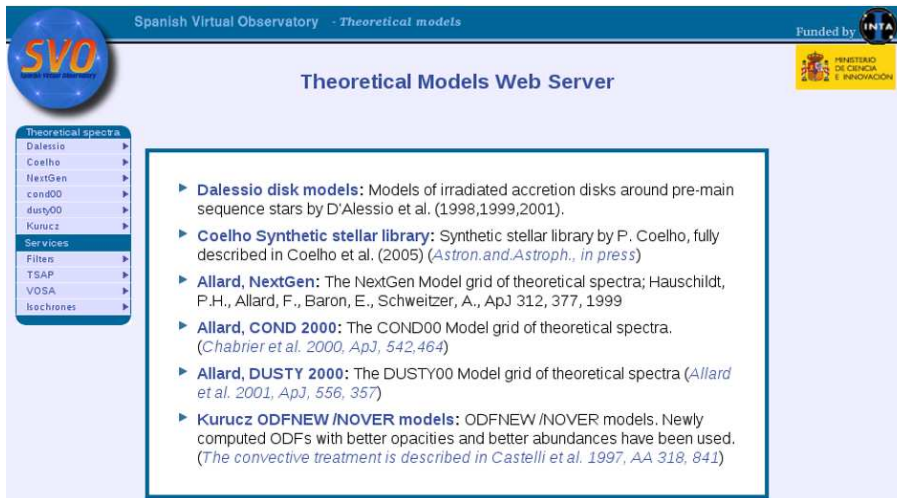 Spanish Virtual Observatory - Theoretical models
Funded by
INTA
SVO
Spanish Virtual Observatory
MINISTERIO
DE CIENCIA
E INNOVACIÓN
Theoretical Models Web Server
Theoretical spectra
Dalessio
Coelho
NextGen
cond00
dusty00
Kurucz
Services
Filters
TSAP
VOSA
Isochrones
Dalessio disk models: Models of irradiated accretion disks around pre-main
sequence stars by D'Alessio et al. (1998,1999,2001).
Coelho Synthetic stellar library: Synthetic stellar library by P. Coelho, fully
described in Coelho et al. (2005) (Astron.and.Astroph., in press)
Allard, NextGen: The NextGen Model grid of theoretical spectra; Hauschildt,
P.H., Allard, F., Baron, E., Schweitzer, A., ApJ 312, 377, 1999
Allard, COND 2000: The COND00 Model grid of theoretical spectra.
(Chabrier et al. 2000, ApJ, 542,464)
Allard, DUSTY 2000: The DUSTY00 Model grid of theoretical spectra (Allard
et al. 2001, ApJ, 556, 357)
Kurucz ODFNEW /NOVER models: ODFNEW /NOVER models. Newly
computed ODFs with better opacities and better abundances have been used.
(The convective treatment is described in Castelli et al. 1997, AA 318, 841)